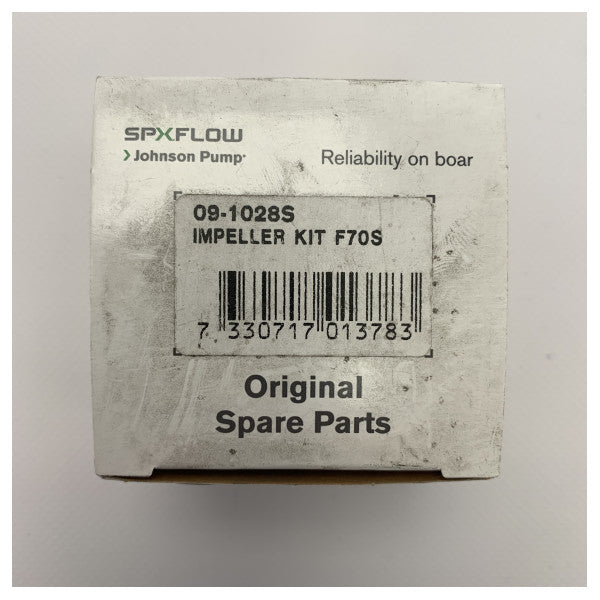 SPXFLOW
Johnson Pump®
Reliability on boar
09-1028S
IMPELLER KIT F70S
7 330717 013783
Original
Spare Parts